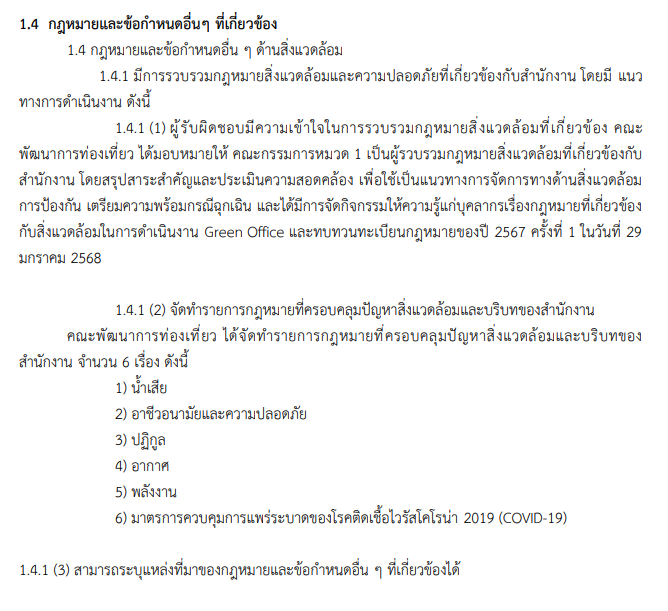 1.4 กฎหมายและข้อกำหนดอื่นๆ ที่เกี่ยวข้อง
1.4 กฎหมายและข้อกำหนดอื่น ๆ ด้านสิ่งแวดล้อม
1.4.1 มีการรวบรวมกฎหมายสิ่งแวดล้อมและความปลอดภัยที่เกี่ยวข้องกับสำนักงาน โดยมี แนว
ทางการดำเนินงาน ดังนี้
1.4.1 (1) ผู้รับผิดชอบมีความเข้าใจในการรวบรวมกฎหมายสิ่งแวดล้อมที่เกี่ยวข้อง คณะ
พัฒนาการท่องเที่ยว ได้มอบหมายให้ คณะกรรมการหมวด 1 เป็นผู้รวบรวมกฎหมายสิ่งแวดล้อมที่เกี่ยวข้องกับ
สำนักงาน โดยสรุปสาระสำคัญและประเมินความสอดคล้อง เพื่อใช้เป็นแนวทางการจัดการทางด้านสิ่งแวดล้อม
การป้องกัน เตรียมความพร้อมกรณีฉุกเฉิน และได้มีการจัดกิจกรรมให้ความรู้แก่บุคลากรเรื่องกฎหมายที่เกี่ยวข้อง
กับสิ่งแวดล้อมในการดำเนินงาน Green Office และทบทวนทะเบียนกฎหมายของปี 2567 ครั้งที่ 1 ในวันที่ 29
มกราคม 2568
1.4.1 (2) จัดทำรายการกฎหมายที่ครอบคลุมปัญหาสิ่งแวดล้อมและบริบทของสำนักงาน
คณะพัฒนาการท่องเที่ยว ได้จัดทำรายการกฎหมายที่ครอบคลุมปัญหาสิ่งแวดล้อมและบริบทของ
สำนักงาน จำนวน 6 เรื่อง ดังนี้
1) น้ำเสีย
2) อาชีวอนามัยและความปลอดภัย
3) ปฏิกูล
4) อากาศ
5) พลังงาน
6) มาตรการควบคุมการแพร่ระบาดของโรคติดเชื้อไวรัสโคโรน่า 2019 (COVID-19)
1.4.1 (3) สามารถระบุแหล่งที่มาของกฎหมายและข้อกำหนดอื่น ๆ ที่เกี่ยวข้องได้